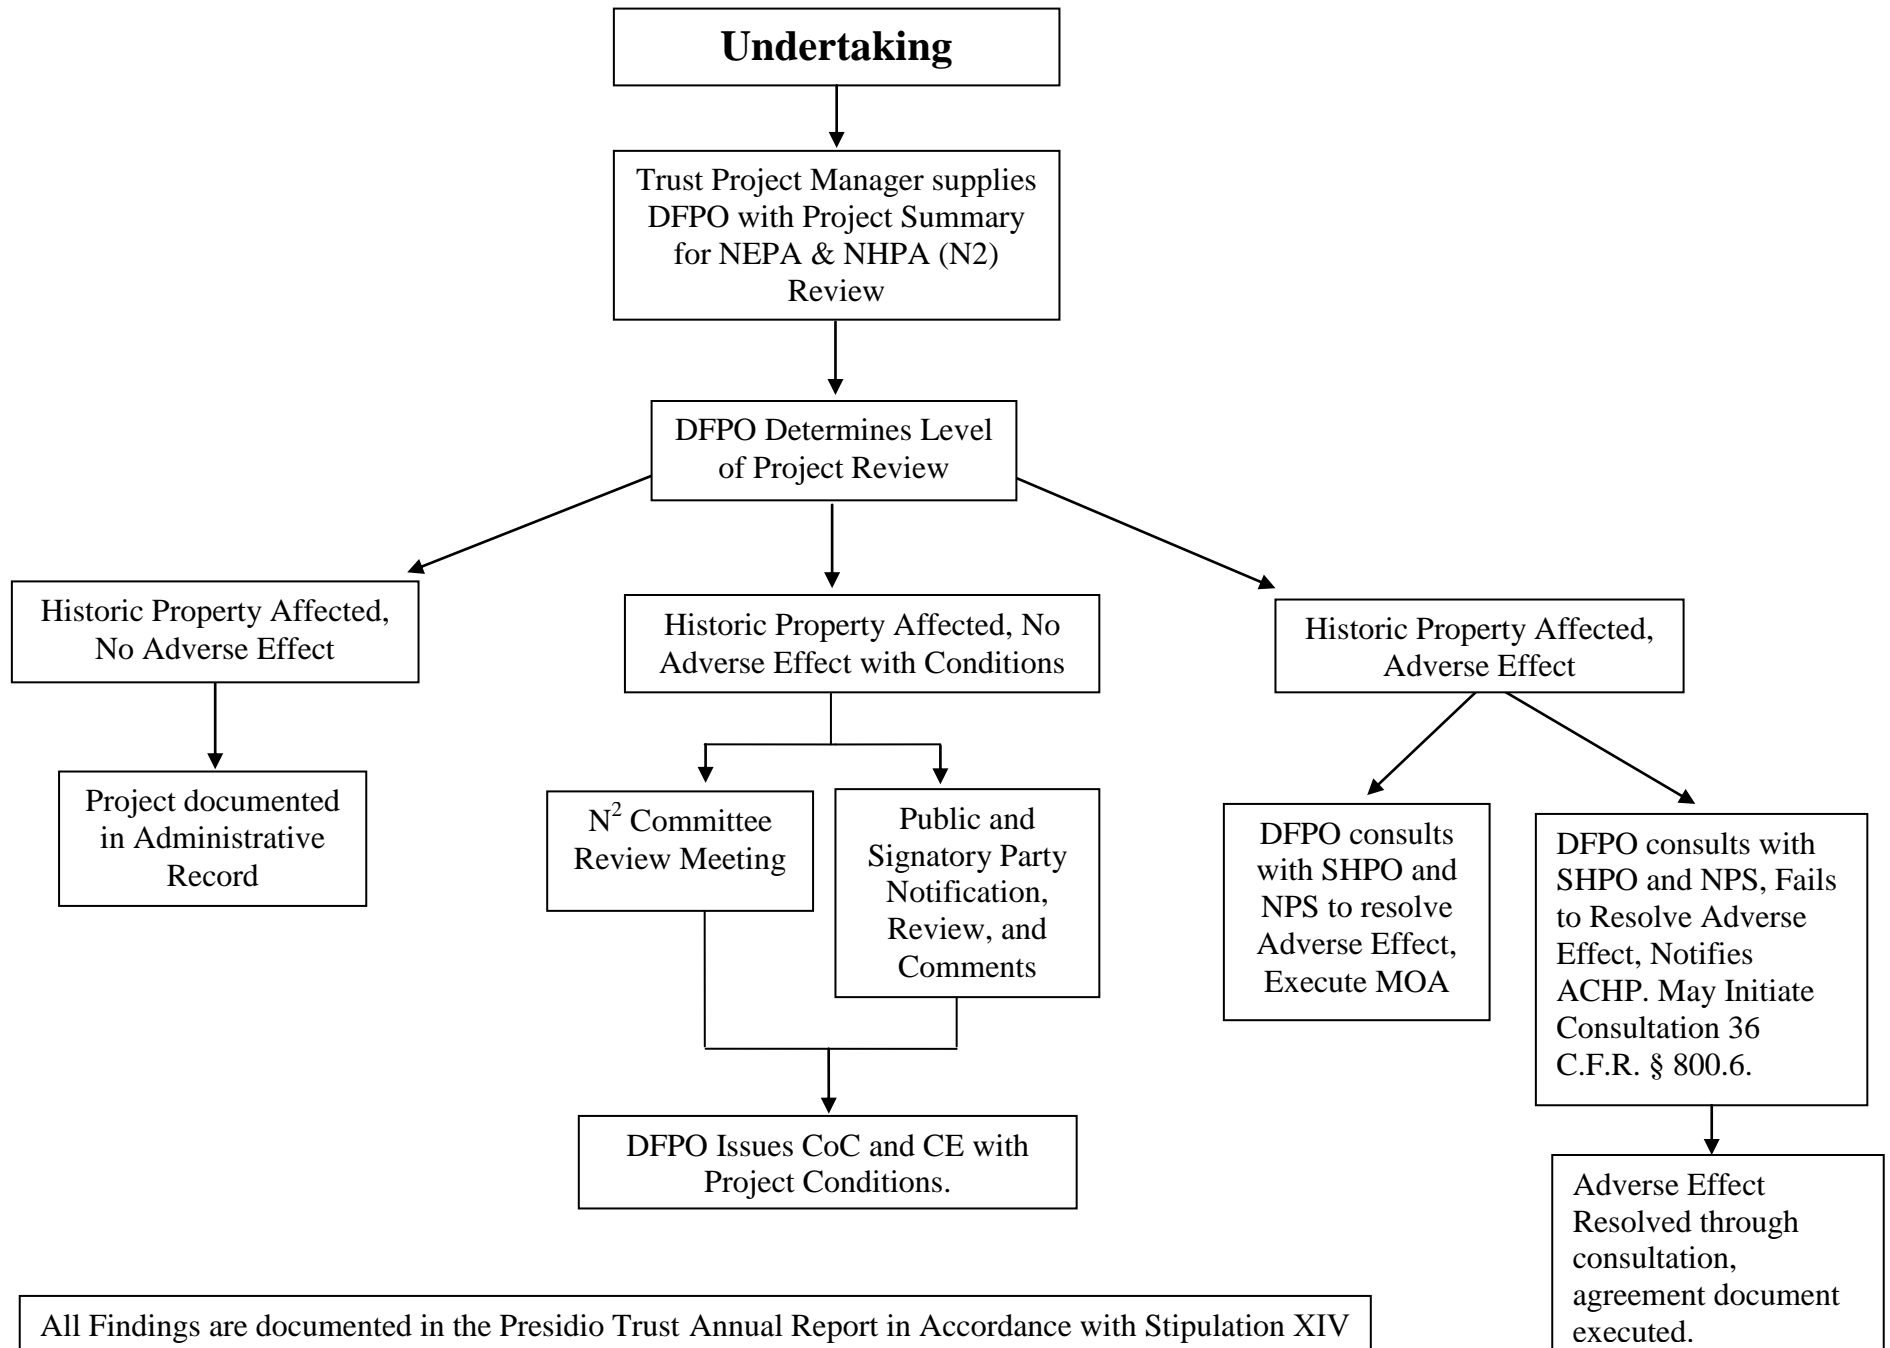 Undertaking
Trust Project Manager supplies
DFPO with Project Summary
for NEPA & NHPA (N2)
Review
DFPO Determines Level
of Project Review
Historic Property Affected,
No Adverse Effect
Historic Property Affected, No
Adverse Effect with Conditions
Historic Property Affected,
Adverse Effect
Project documented
in Administrative
Record
N² Committee
Review Meeting
Public and
Signatory Party
Notification,
Review, and
Comments
DFPO consults
with SHPO and
NPS to resolve
Adverse Effect,
Execute MOA
DFPO consults with
SHPO and NPS, Fails
to Resolve Adverse
Effect, Notifies
ACHP. May Initiate
Consultation 36
C.F.R. § 800.6.
DFPO Issues CoC and CE with
Project Conditions.
Adverse Effect
Resolved through
consultation,
agreement document
executed.
All Findings are documented in the Presidio Trust Annual Report in Accordance with Stipulation XIV